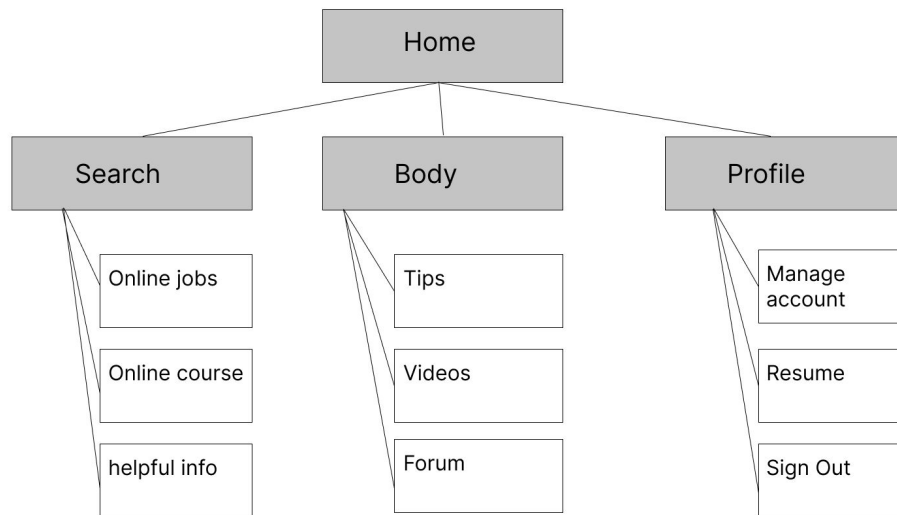 Home
Search
Body
Profile
Online jobs
Tips
Manage
account
Online course
Videos
Resume
helpful info
Forum
Sign Out